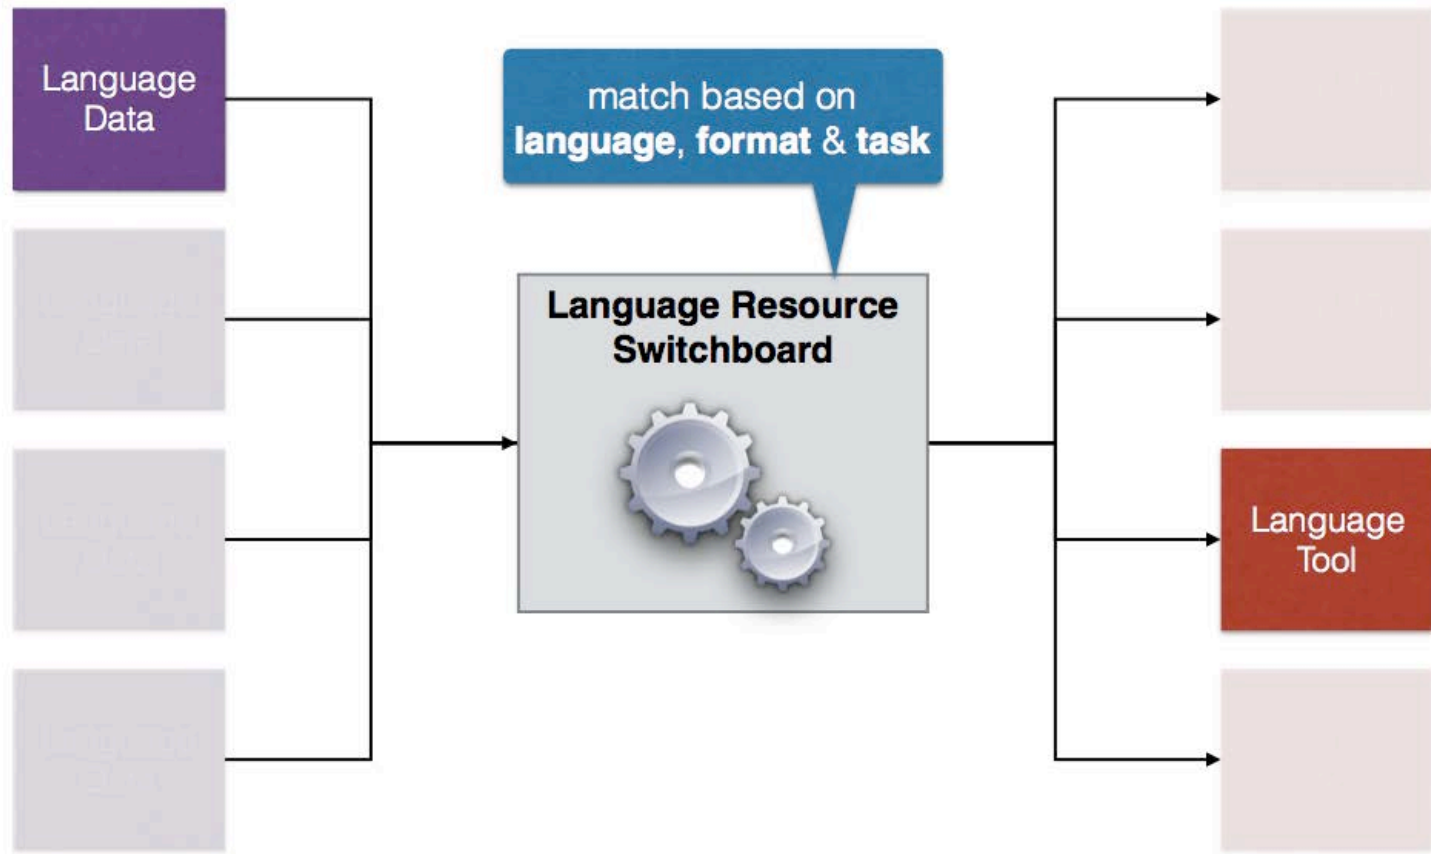 Language
Data
match based on
language, format & task
Language Resource
Switchboard
Language
Tool